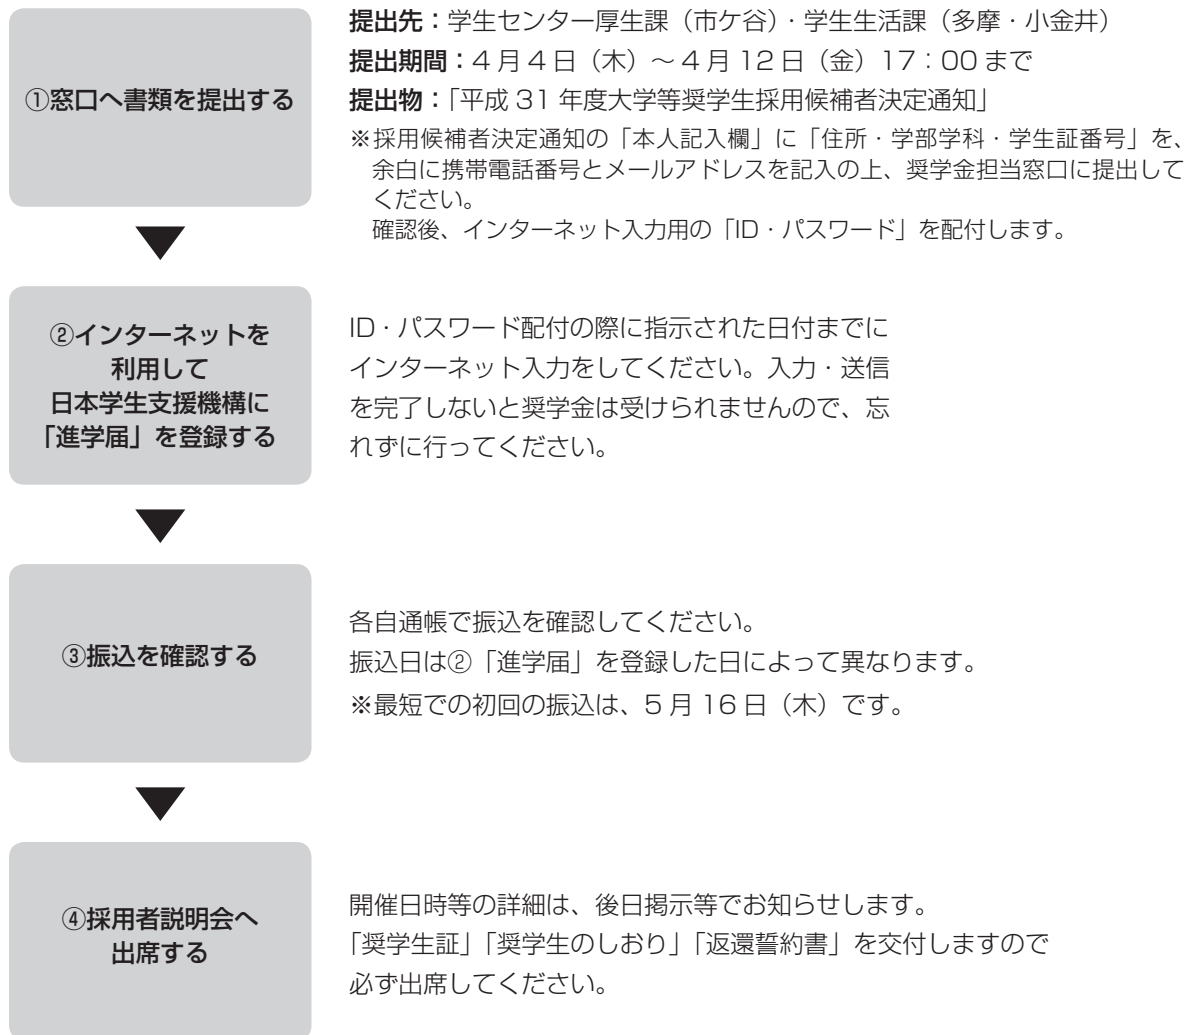 ①窓口へ書類を提出する
提出先:学生センター厚生課(市ケ谷)・学生生活課(多摩・小金井)
提出期間:4月4日(木)~4月12日(金)17:00まで
提出物:「平成31年度大学等奨学生採用候補者決定通知」
※採用候補者決定通知の「本人記入欄」に「住所・学部学科・学生証番号」を、
余白に携帯電話番号とメールアドレスを記入の上、奨学金担当窓口に提出して
ください。
確認後、インターネット入力用の「ID・パスワード」を配付します。
②インターネットを
利用して
日本学生支援機構に
「進学届」を登録する
ID・パスワード配付の際に指示された日付までに
インターネット入力をしてください。入力・送信
を完了しないと奨学金は受けられませんので、忘
れずに行ってください。
③振込を確認する
各自通帳で振込を確認してください。
振込日は②「進学届」を登録した日によって異なります。
※最短での初回の振込は、5月16日(木)です。
④採用者説明会へ
出席する
開催日時等の詳細は、後日掲示等でお知らせします。
「奨学生証」「奨学生のしおり」「返還誓約書」を交付しますので
必ず出席してください。